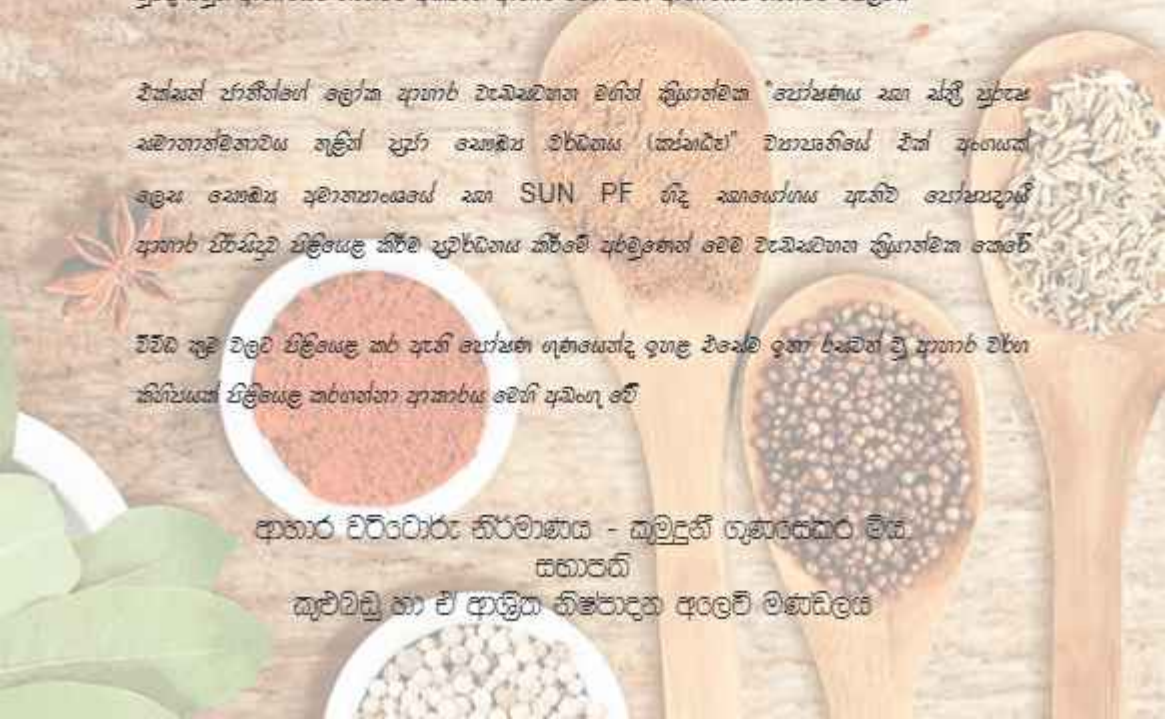 එක්සත් ජාතීන්ගේ ලෝක ආහාර වැඩසටහන මගින් ක්‍රියාත්මක "පෝෂණය සහ ස්ත්‍රී පුරුෂ
සමානාත්මතාවය තුළින් ප්‍රජා සෞඛ්‍ය වර්ධනය ව්‍යාපෘතියේ එක් අංගයක්
ලෙස සෞඛ්‍ය අමාත්‍යාංශයේ සහ SUN PF හිද සහයෝගය ඇතිව පෝෂ්‍යදායී
ආහාර පිරිසිදුව පිළියෙළ කිරීම ප්‍රවර්ධනය කිරීමේ අරමුණෙන් මෙම වැඩසටහන ක්‍රියාත්මක කෙරේ
විවිධ කුම වලට පිළියෙළ කර ඇති පෝෂණ ගුණයෙන්ද ඉහළ එසේම ඉතා රසවත් වූ ආහාර වර්ග
කිහිපයක් පිළියෙළ කරගන්නා ආකාරය මෙහි අඩංගු වේ
ආහාර වට්ටෝරු නිර්මාණය - කුමුදුනී ගුණසේකර මිය.
සභාපති
කුළුබඩු හා ඒ ආශ්‍රිත නිෂ්පාදන අලෙවි මණ්ඩලය